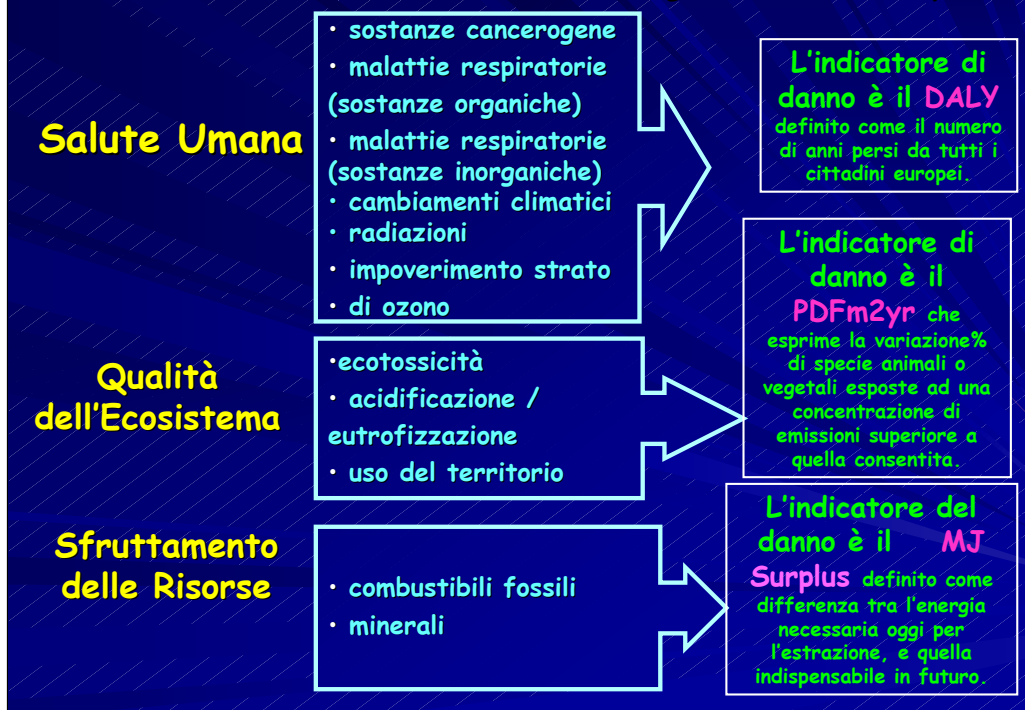 Salute Umana
• sostanze cancerogene
• malattie respiratorie
(sostanze organiche)
• malattie respiratorie
(sostanze inorganiche)
• cambiamenti climatici
• radiazioni
• impoverimento strato
• di ozono
L'indicatore di
danno è il DALY
definito come il numero
di anni persi da tutti i
cittadini europei.
Qualità
dell'Ecosistema
•ecotossicità
• acidificazione /
eutrofizzazione
• uso del territorio
L'indicatore di
danno è il
PDFm2yr che
esprime la variazione%
di specie animali o
vegetali esposte ad una
concentrazione di
emissioni superiore a
quella consentita.
Sfruttamento
delle Risorse
• combustibili fossili
• minerali
L'indicatore del
danno è il MJ
Surplus definito come
differenza tra l'energia
necessaria oggi per
l'estrazione, e quella
indispensabile in futuro.